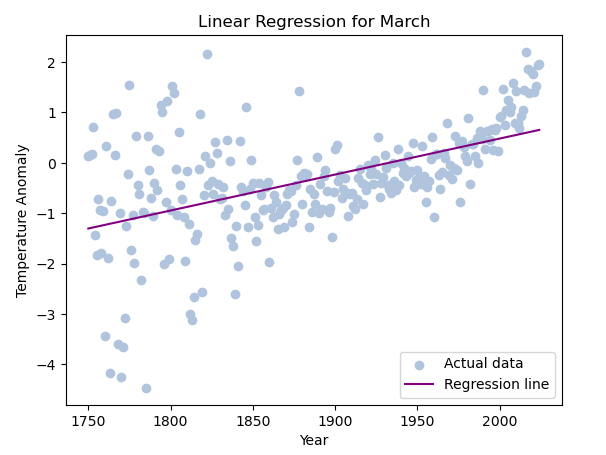 Linear Regression for March
Temperature Anomaly
2
1
0
−1
−2
−3
−4
1750 1800 1850 1900 1950 2000
Year
Actual data
Regression line